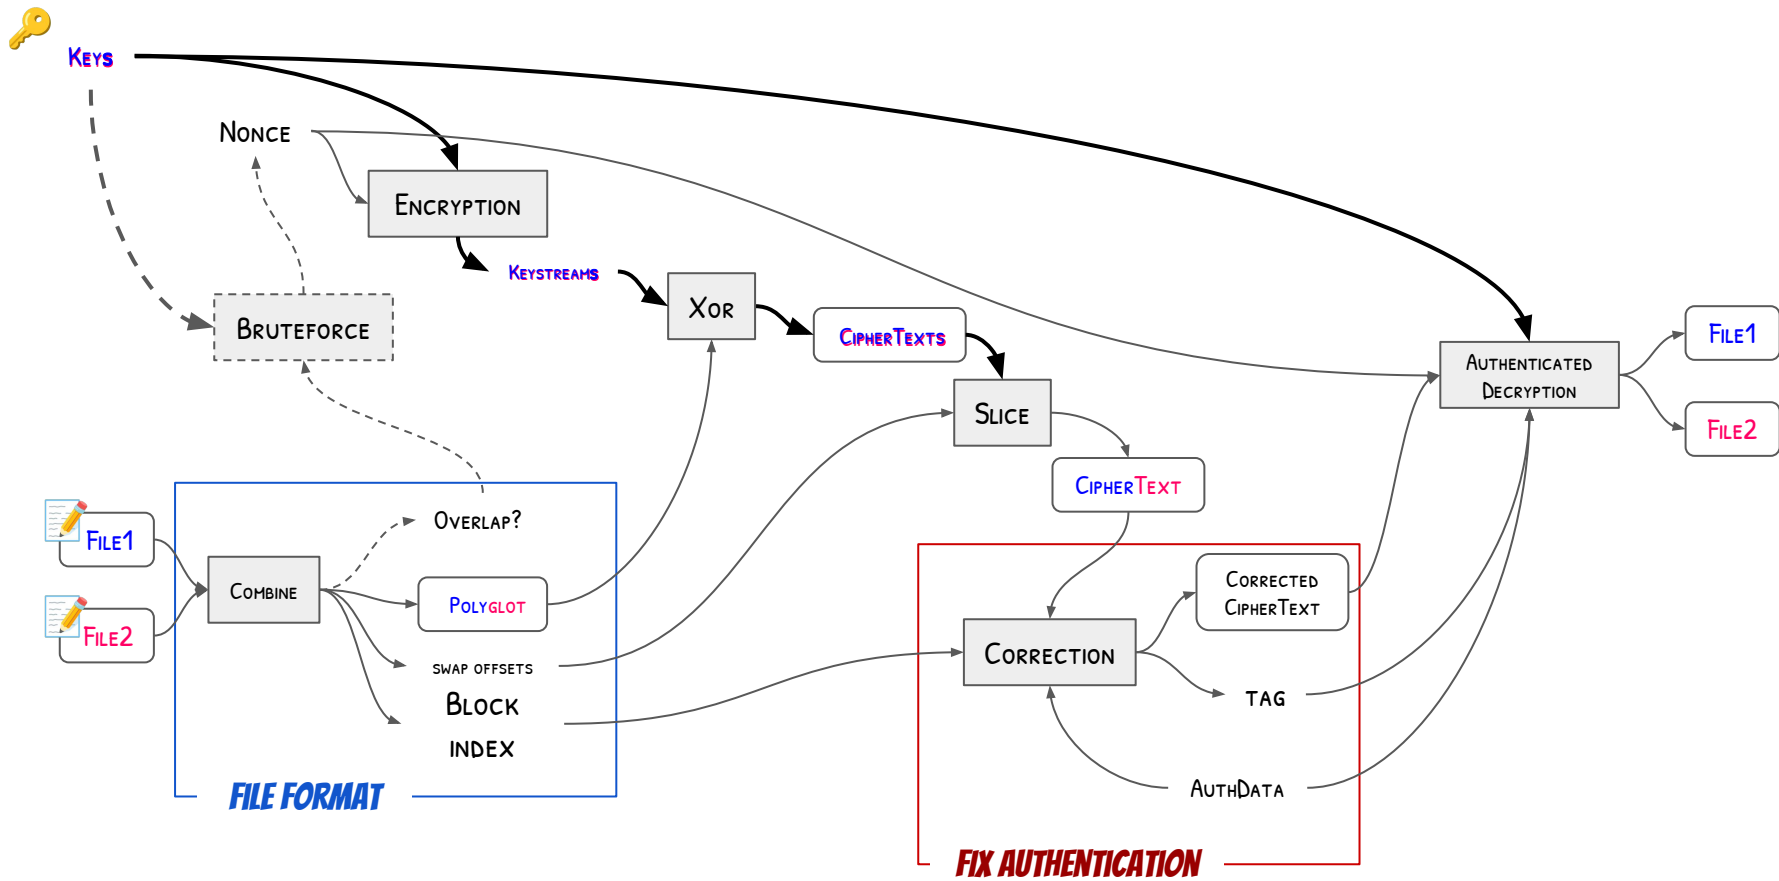 Keys
Nonce
Encryption
Keystreams
Xor
Bruteforce
CipherTexts
File1
Authenticated
Decryption
Slice
File2
CipherText
Overlap?
File1
Combine
Polyglot
Corrected
CipherText
File2
swap offsets
Correction
Block
index
tag
AuthData
FILE FORMAT
FIX AUTHENTICATION